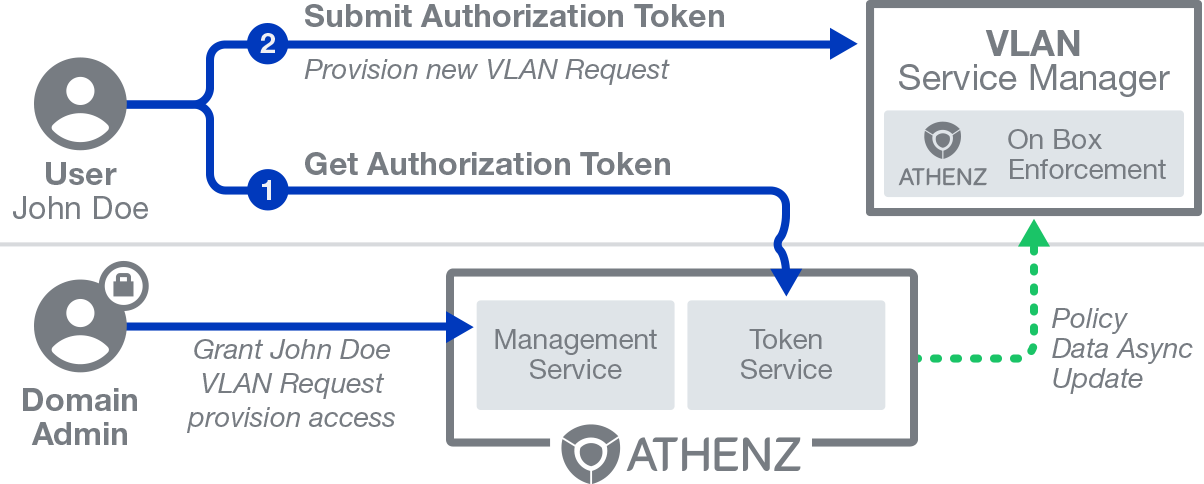 Submit Authorization Token
2
Provision new VLAN Request
VLAN
Service Manager
ATHENZ
On Box
Enforcement
User
John Doe
Get Authorization Token
1
Domain
Admin
Grant John Doe
VLAN Request
provision access
Management
Service
Token
Service
ATHENZ
Policy
Data Async
Update